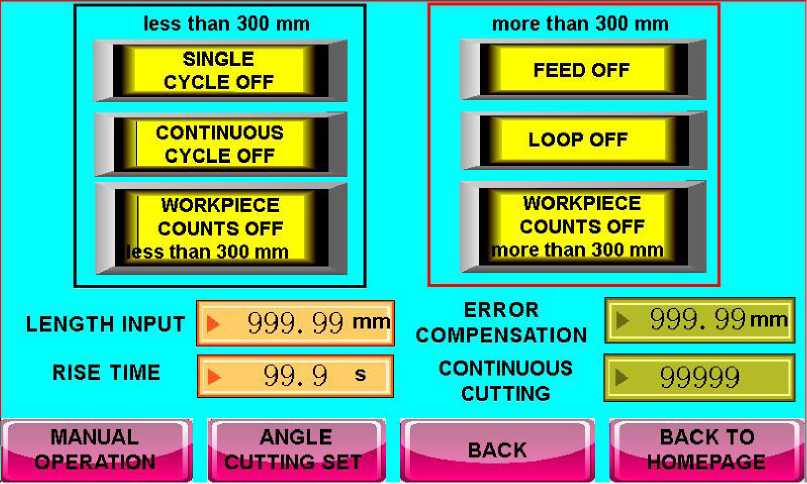 less than 300 mm
SINGLE
CYCLE OFF
CONTINUOUS
CYCLE OFF
WORKPIECE
COUNTS OFF
less than 300 mm
more than 300 mm
FEED OFF
LOOP OFF
WORKPIECE
COUNTS OFF
more than 300 mm
LENGTH INPUT 999.99 mm
ERROR
COMPENSATION 999.99 mm
RISE TIME 99.9 s
CONTINUOUS
CUTTING 99999
MANUAL
OPERATION
ANGLE
CUTTING SET
BACK
BACK TO
HOMEPAGE